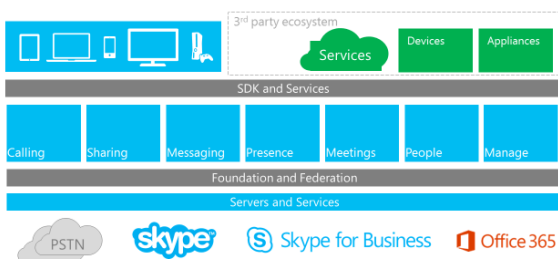 3rd party ecosystem
Services
Devices
Appliances
SDK and Services
Calling
Sharing
Messaging
Presence
Meetings
People
Manage
Foundation and Federation
Servers and Services
PSTN
skype
S Skype for Business
Office 365